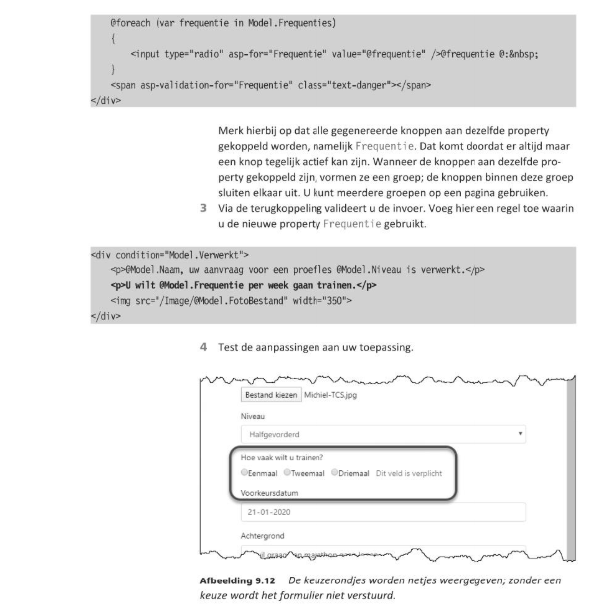 @foreach (var frequentie in Model.Frequenties)
{
<input type="radio" asp-for="Frequentie" value="@frequentie" />@frequentie @:&nbsp;
}
<span asp-validation-for="Frequentie" class="text-danger"></span>
</div>
Merk hierbij op dat alle gegenereerde knoppen aan dezelfde property
gekoppeld worden, namelijk Frequentie. Dat komt doordat er altijd maar
een knop tegelijk actief kan zijn. Wanneer de knoppen aan dezelfde pro-
perty gekoppeld zijn, vormen ze een groep; de knoppen binnen deze groep
sluiten elkaar uit. U kunt meerdere groepen op een pagina gebruiken.
3 Via de terugkoppeling valideert u de invoer. Voeg hier een regel toe waarin
u de nieuwe property Frequentie gebruikt.
<div condition="Model.Verwerkt">
<p>@Model.Naam, uw aanvraag voor een proefles @Model.Niveau is verwerkt.</p>
<p>U wilt @Model.Frequentie per week gaan trainen.</p>
<img src="/Image/@Model.FotoBestand" width="350">
</div>
4 Test de aanpassingen aan uw toepassing.
Bestand kiezen Michiel-TCS.jpg
Niveau
Halfgevorderd
Hoe vaak wilt u trainen?
Eenmaal Tweemaal Driemaal Dit veld is verplicht
Voorkeursdatum
21-01-2020
Achtergrond
Afbeelding 9.12 De keuzerondjes worden netjes weergegeven; zonder een
keuze wordt het formulier niet verstuurd.